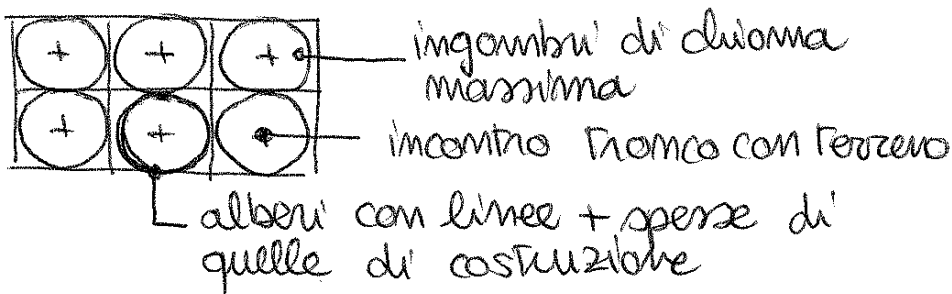 ingombri di chioma
massima
incontro tronco con terreno
alberi con linee + spesse di
quelle di costruzione